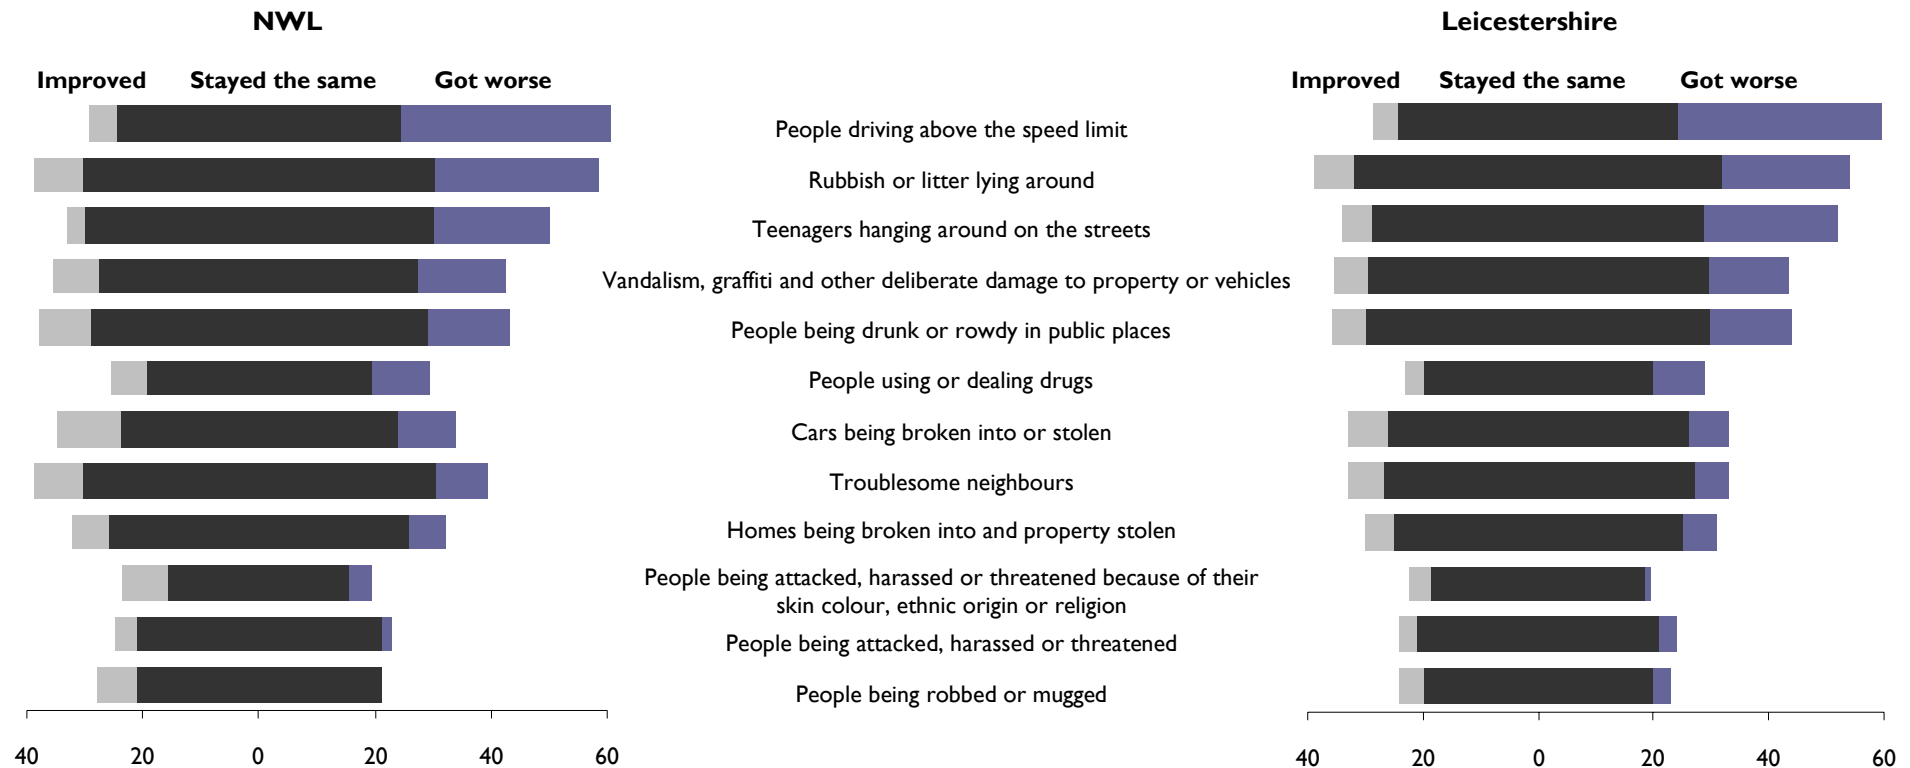 NWL Leicestershire
Improved Stayed the same Got worse Improved Stayed the same Got worse
People driving above the speed limit
Rubbish or litter lying around
Teenagers hanging around on the streets
Vandalism, graffiti and other deliberate damage to property or vehicles
People being drunk or rowdy in public places
People using or dealing drugs
Cars being broken into or stolen
Troublesome neighbours
Homes being broken into and property stolen
People being attacked, harassed or threatened because of their
skin colour, ethnic origin or religion
People being attacked, harassed or threatened
People being robbed or mugged
40 20 0 20 40 60 40 20 0 20 40 60